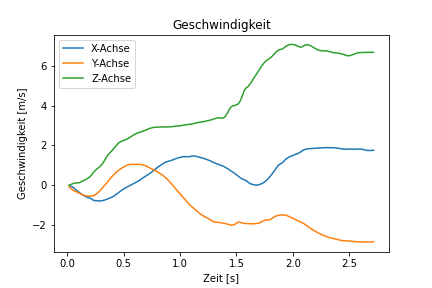 Geschwindigkeit
X-Achse
Y-Achse
Z-Achse
Geschwindigkeit [m/s]
6
4
2
0
−2
0.0 0.5 1.0 1.5 2.0 2.5
Zeit [s]